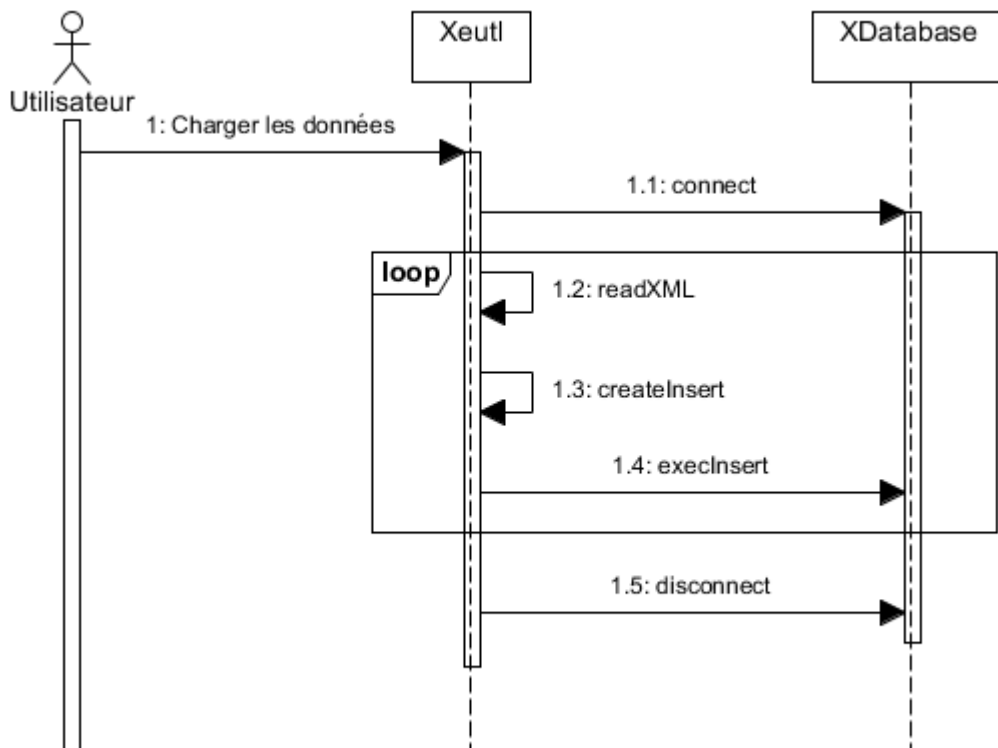 Xeutl
XDatabase
Utilisateur
1: Charger les données
1.1: connect
loop
1.2: readXML
1.3: createInsert
1.4: execInsert
1.5: disconnect